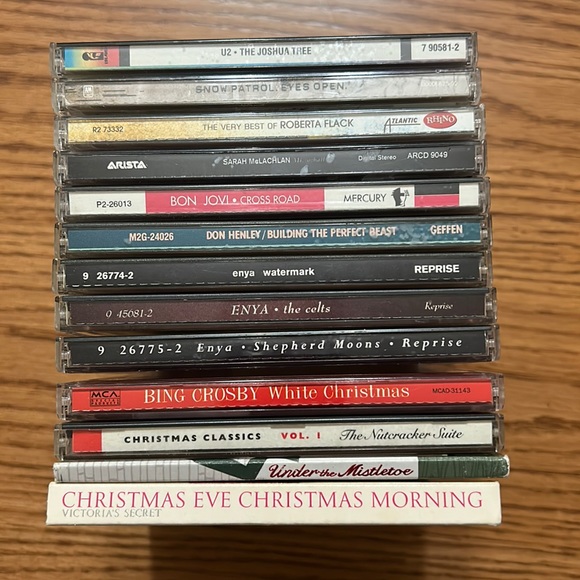 U2 • THE JOSHUA TREE 7 90581-2
SNOW PATROL. EYES OPEN.
R2 73332 THE VERY BEST OF ROBERTA FLACK ATLANTIC RHINO
ARISTA SARAH McLACHLAN Digital Stereo ARCD 9049
P2-26013 BON JOVI • CROSS ROAD MERCURY
M2G-24026 DON HENLEY/BUILDING THE PERFECT BEAST GEFFEN
9 26774-2 enya watermark REPRISE
0 45081-2 ENYA • the celts Reprise
9 26775-2 Enya • Shepherd Moons • Reprise
MCA BING CROSBY White Christmas MCAD-31143
CHRISTMAS CLASSICS VOL. 1 The Nutcracker Suite
Under the Mistletoe
CHRISTMAS EVE CHRISTMAS MORNING
VICTORIA'S SECRET